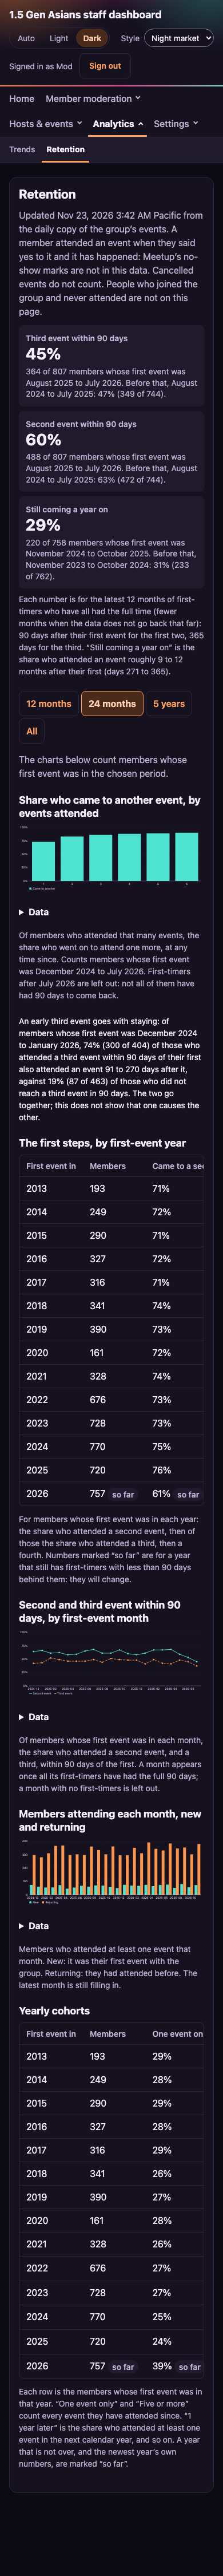 1.5 Gen Asians staff dashboard
Auto Light Dark Style Night market
Signed in as Mod Sign out
Home Member moderation
Hosts & events Analytics Settings
Trends Retention
Retention
Updated Nov 23, 2026 3:42 AM Pacific from
the daily copy of the group's events. A
member attended an event when they said
yes to it and it has happened: Meetup's no-
show marks are not in this data. Cancelled
events do not count. People who joined the
group and never attended are not on this
page.
Third event within 90 days
45%
364 of 807 members whose first event was
August 2025 to July 2026. Before that, August
2024 to July 2025: 47% (349 of 744).
Second event within 90 days
60%
488 of 807 members whose first event was
August 2025 to July 2026. Before that, August
2024 to July 2025: 63% (472 of 744).
Still coming a year on
29%
220 of 758 members whose first event was
November 2024 to October 2025. Before that,
November 2023 to October 2024: 31% (233
of 762).
Each number is for the latest 12 months of first-
timers who have all had the full time (fewer
months when the data does not go back that far):
90 days after their first event for the first two, 365
days for the third. "Still coming a year on" is the
share who attended an event roughly 9 to 12
months after their first (days 271 to 365).
12 months 24 months 5 years
All
The charts below count members whose
first event was in the chosen period.
Share who came to another event, by
events attended
100%
75%
50%
25%
0%
1 2 3 4 5 6
Came to another
Data
Of members who attended that many events,
the share who went on to attend one more, at any
time since. Counts members whose first event
was December 2024 to July 2026. First-timers
after July 2026 are left out: not all of them have
had 90 days to come back.
An early third event goes with staying: of
members whose first event was December 2024
to January 2026, 74% (300 of 404) of those who
attended a third event within 90 days of their first
also attended an event 91 to 270 days after it,
against 19% (87 of 463) of those who did not
reach a third event in 90 days. The two go
together; this does not show that one causes the
other.
The first steps, by first-event year
First event in Members Came to a sec
2013 193 71%
2014 249 72%
2015 290 71%
2016 327 72%
2017 316 71%
2018 341 74%
2019 390 73%
2020 161 72%
2021 328 74%
2022 676 73%
2023 728 73%
2024 770 75%
2025 720 76%
2026 757 so far 61% so far
For members whose first event was in each year:
the share who attended a second event, then of
those the share who attended a third, then a
fourth. Numbers marked "so far" are for a year
that still has first-timers with less than 90 days
behind them: they will change.
Second and third event within 90
days, by first-event month
100%
75%
50%
25%
0%
Second event Third event
Data
Of members whose first event was in each month,
the share who attended a second event, and a
third, within 90 days of the first. A month appears
once all its first-timers have had the full 90 days;
a month with no first-timers is left out.
Members attending each month, new
and returning
400
300
200
100
0
New Returning
Data
Members who attended at least one event that
month. New: it was their first event with the
group. Returning: they had attended before. The
latest month is still filling in.
Yearly cohorts
First event in Members One event on
2013 193 29%
2014 249 28%
2015 290 29%
2016 327 28%
2017 316 29%
2018 341 26%
2019 390 27%
2020 161 28%
2021 328 26%
2022 676 27%
2023 728 27%
2024 770 25%
2025 720 24%
2026 757 so far 39% so far
Each row is the members whose first event was in
that year. "One event only" and "Five or more"
count every event they have attended since. "1
year later" is the share who attended at least one
event in the next calendar year, and so on. A year
that is not over, and the newest year's own
numbers, are marked "so far".